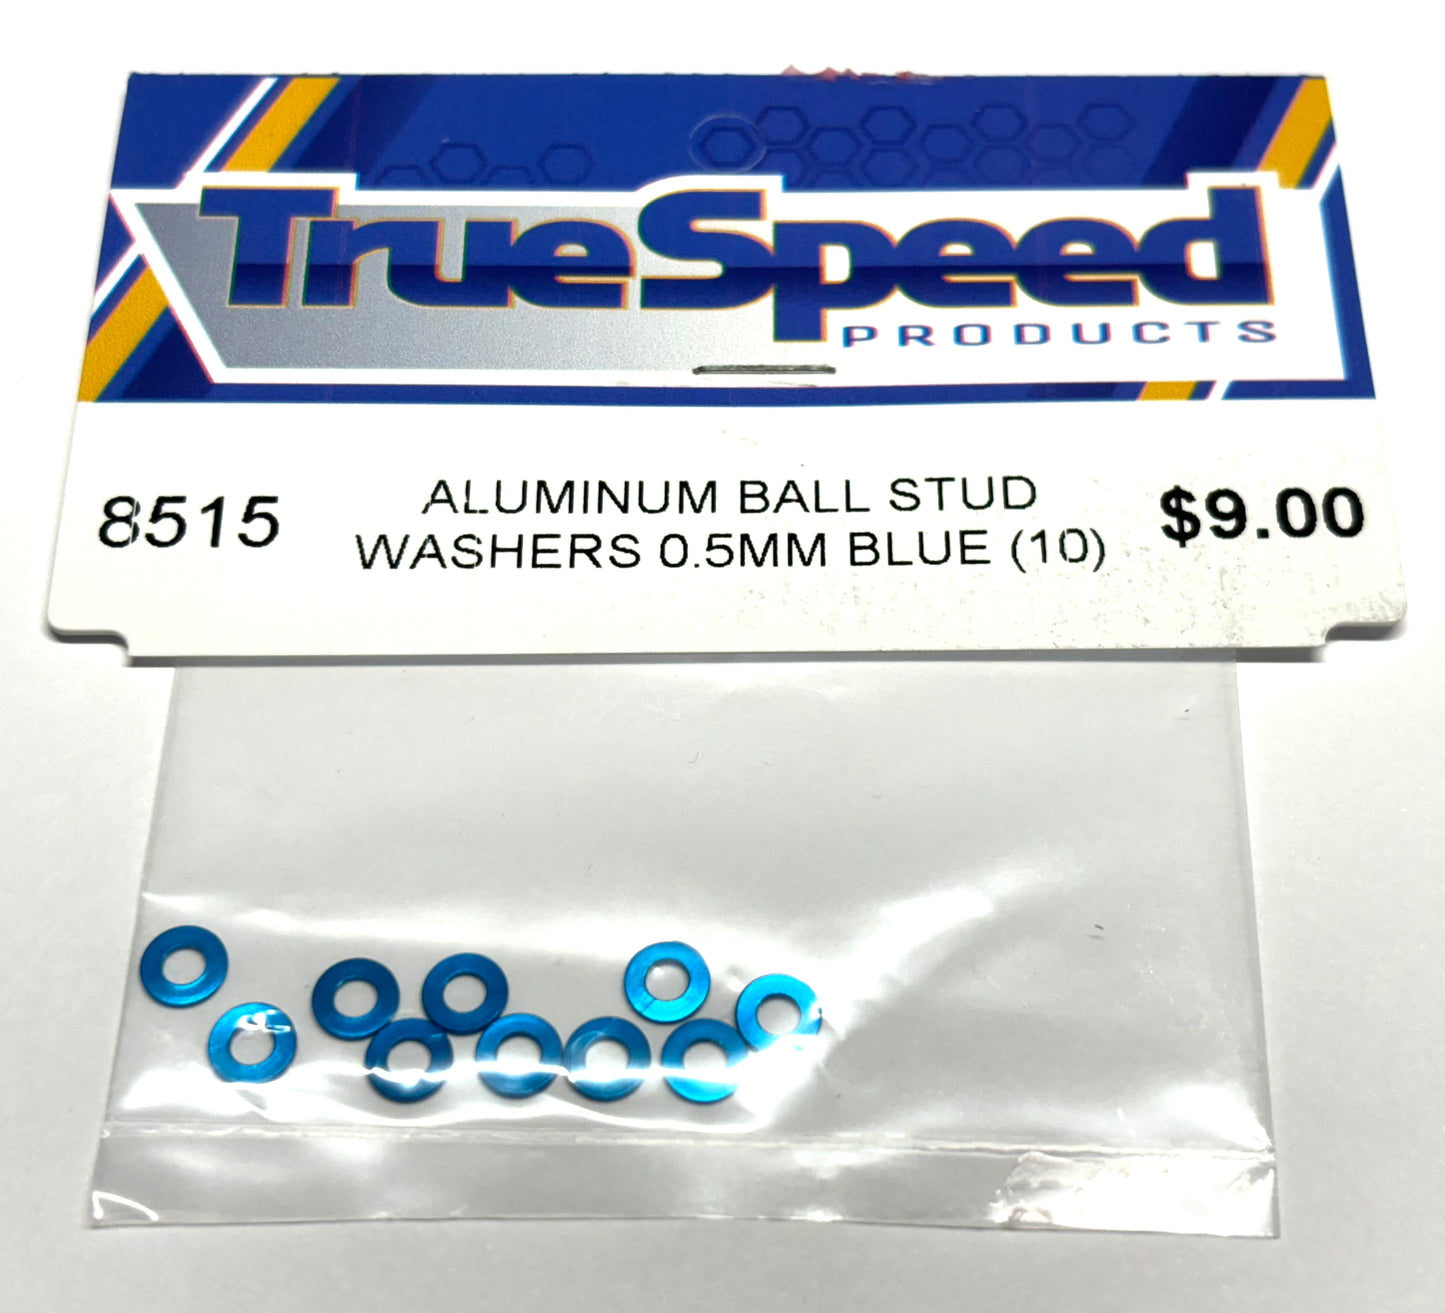 TrueSpeed
PRODUCTS
8515
ALUMINUM BALL STUD
WASHERS 0.5MM BLUE (10)
$9.00